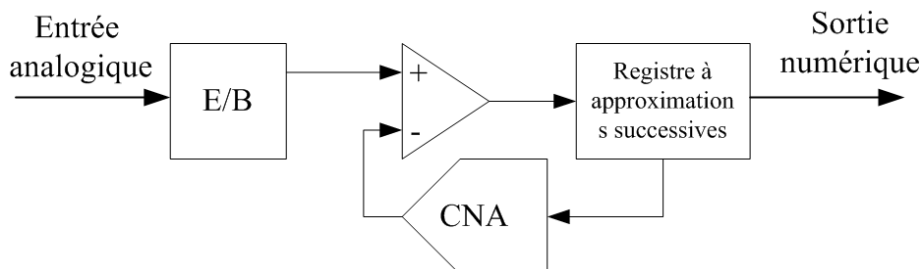 Entrée
analogique
E/B
+
-
Registre à
approximation
s successives
Sortie
numérique
CNA